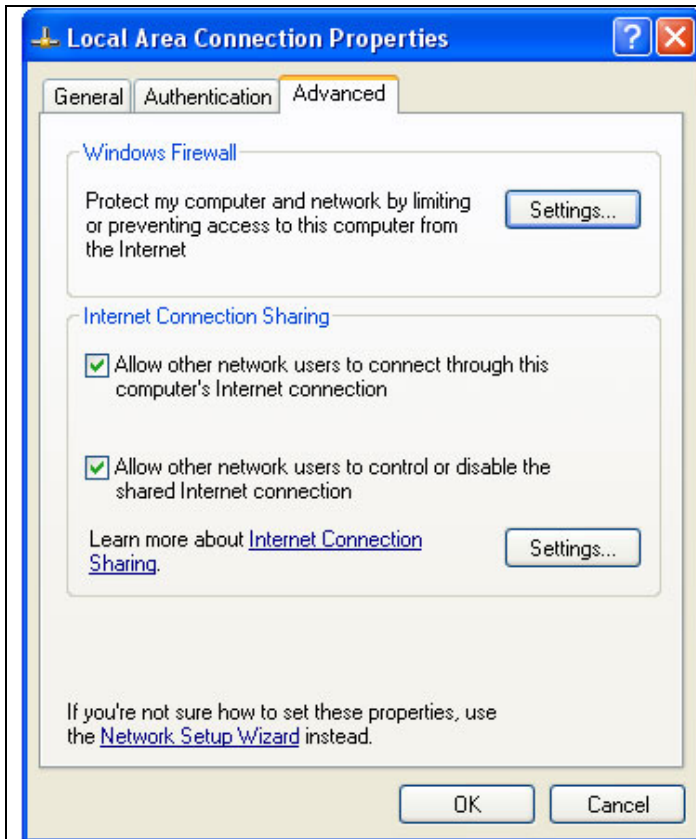 Local Area Connection Properties
General Authentication Advanced
Windows Firewall
Protect my computer and network by limiting
or preventing access to this computer from
the Internet
Settings...
Internet Connection Sharing
Allow other network users to connect through this
computer's Internet connection
Allow other network users to control or disable the
shared Internet connection
Learn more about Internet Connection
Sharing.
Settings...
If you're not sure how to set these properties, use
the Network Setup Wizard instead.
OK Cancel